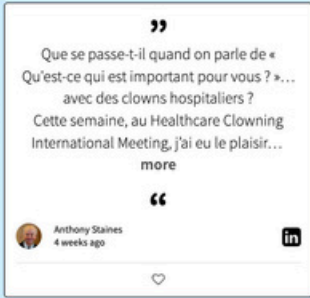 ”
Que se passe-t-il quand on parle de «
Qu'est-ce qui est important pour vous ? »…
avec des clowns hospitaliers ?
Cette semaine, au Healthcare Clowning
International Meeting, j'ai eu le plaisir…
more
“
Anthony Staines
4 weeks ago
in